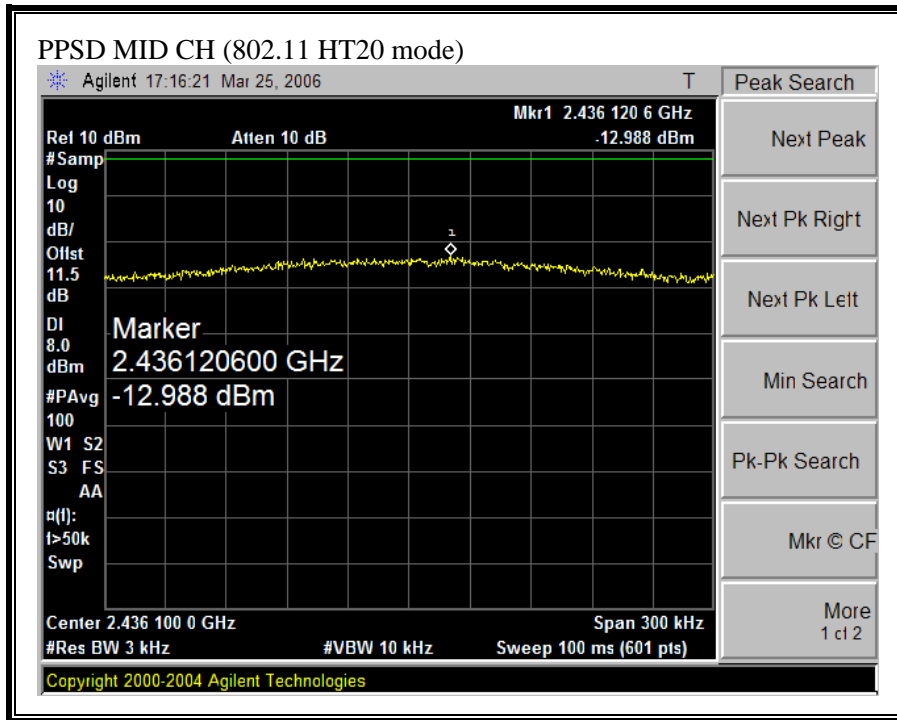 PPSD MID CH (802.11 HT20 mode)
Agilent 17:16:21 Mar 25, 2006 T
Peak Search
Mkr1 2.436 120 6 GHz
Ref 10 dBm Atten 10 dB -12.988 dBm
#Samp
Log
10
dB/
Offst
11.5
dB
DI
8.0
dBm
#PAvg
100
W1 S2
S3 FS
AA
¤(f):
f>50k
Swp
1
Marker
2.436120600 GHz
-12.988 dBm
Center 2.436 100 0 GHz Span 300 kHz
#Res BW 3 kHz #VBW 10 kHz Sweep 100 ms (601 pts)
Copyright 2000-2004 Agilent Technologies
Next Peak
Next Pk Right
Next Pk Left
Min Search
Pk-Pk Search
Mkr © CF
More
1 of 2